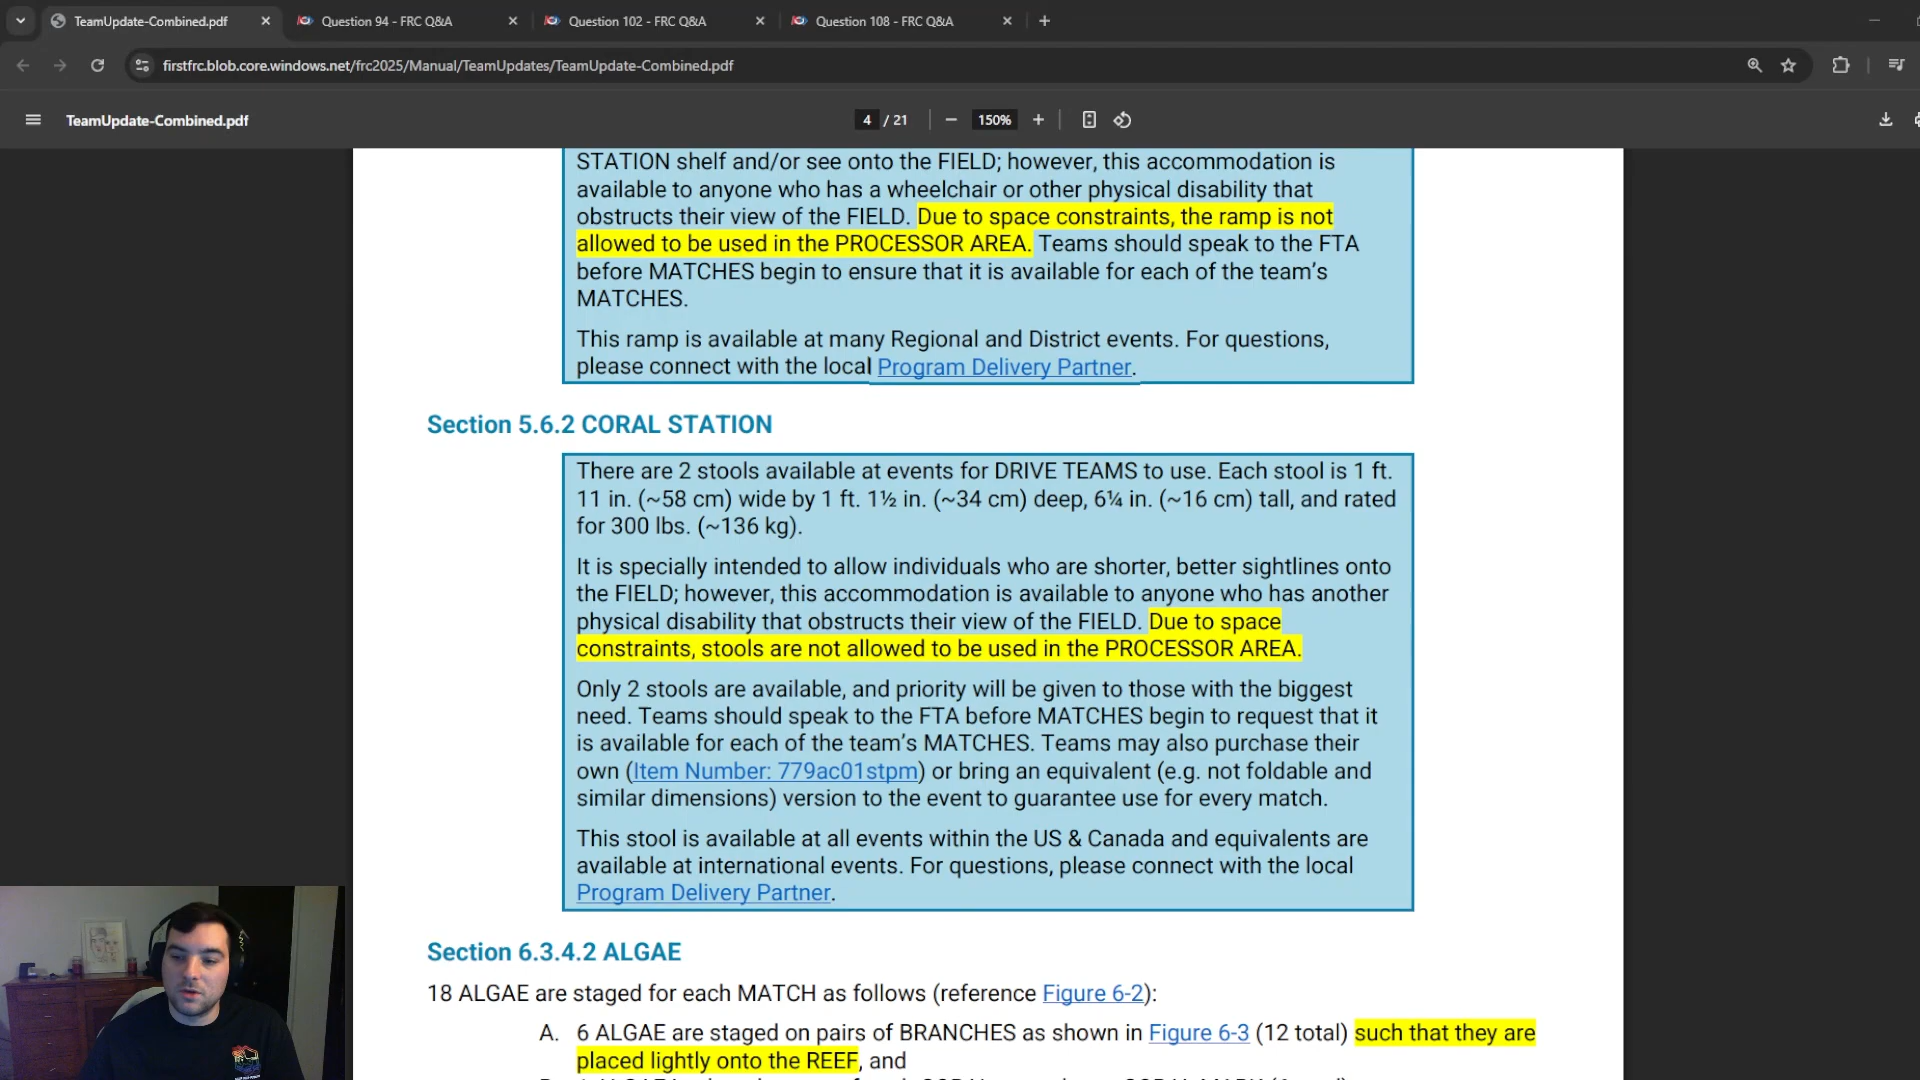 TeamUpdate-Combined.pdf
Question 94 - FRC Q&A
Question 102 - FRC Q&A
Question 108 - FRC Q&A
firstfrc.blob.core.windows.net/frc2025/Manual/TeamUpdates/TeamUpdate-Combined.pdf
TeamUpdate-Combined.pdf
4 / 21
150%
STATION shelf and/or see onto the FIELD; however, this accommodation is
available to anyone who has a wheelchair or other physical disability that
obstructs their view of the FIELD. Due to space constraints, the ramp is not
allowed to be used in the PROCESSOR AREA. Teams should speak to the FTA
before MATCHES begin to ensure that it is available for each of the team's
MATCHES.
This ramp is available at many Regional and District events. For questions,
please connect with the local Program Delivery Partner.
Section 5.6.2 CORAL STATION
There are 2 stools available at events for DRIVE TEAMS to use. Each stool is 1 ft.
11 in. (~58 cm) wide by 1 ft. 1½ in. (~34 cm) deep, 6¼ in. (~16 cm) tall, and rated
for 300 lbs. (~136 kg).
It is specially intended to allow individuals who are shorter, better sightlines onto
the FIELD; however, this accommodation is available to anyone who has another
physical disability that obstructs their view of the FIELD. Due to space
constraints, stools are not allowed to be used in the PROCESSOR AREA.
Only 2 stools are available, and priority will be given to those with the biggest
need. Teams should speak to the FTA before MATCHES begin to request that it
is available for each of the team's MATCHES. Teams may also purchase their
own (Item Number: 779ac01stpm) or bring an equivalent (e.g. not foldable and
similar dimensions) version to the event to guarantee use for every match.
This stool is available at all events within the US & Canada and equivalents are
available at international events. For questions, please connect with the local
Program Delivery Partner.
Section 6.3.4.2 ALGAE
18 ALGAE are staged for each MATCH as follows (reference Figure 6-2):
A. 6 ALGAE are staged on pairs of BRANCHES as shown in Figure 6-3 (12 total) such that they are
placed lightly onto the REEF, and